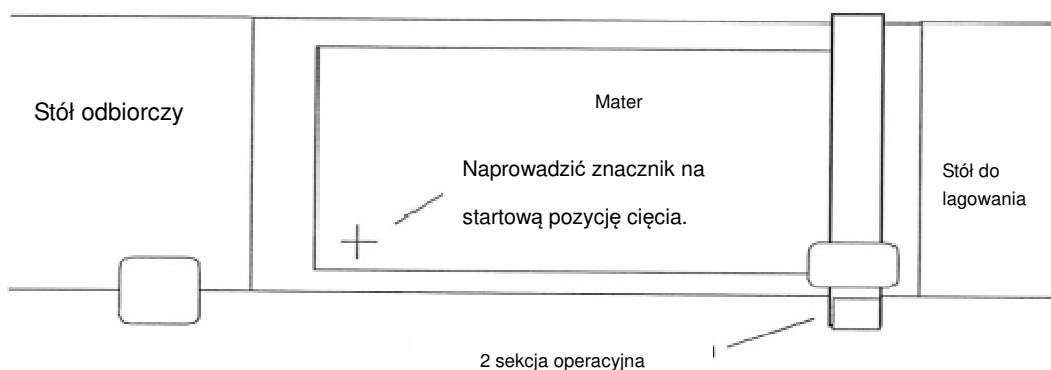 Stół odbiorczy
Mater
Naprowadzić znacznik na
startową pozycję cięcia.
Stół do
lagowania
2 sekcja operacyjna